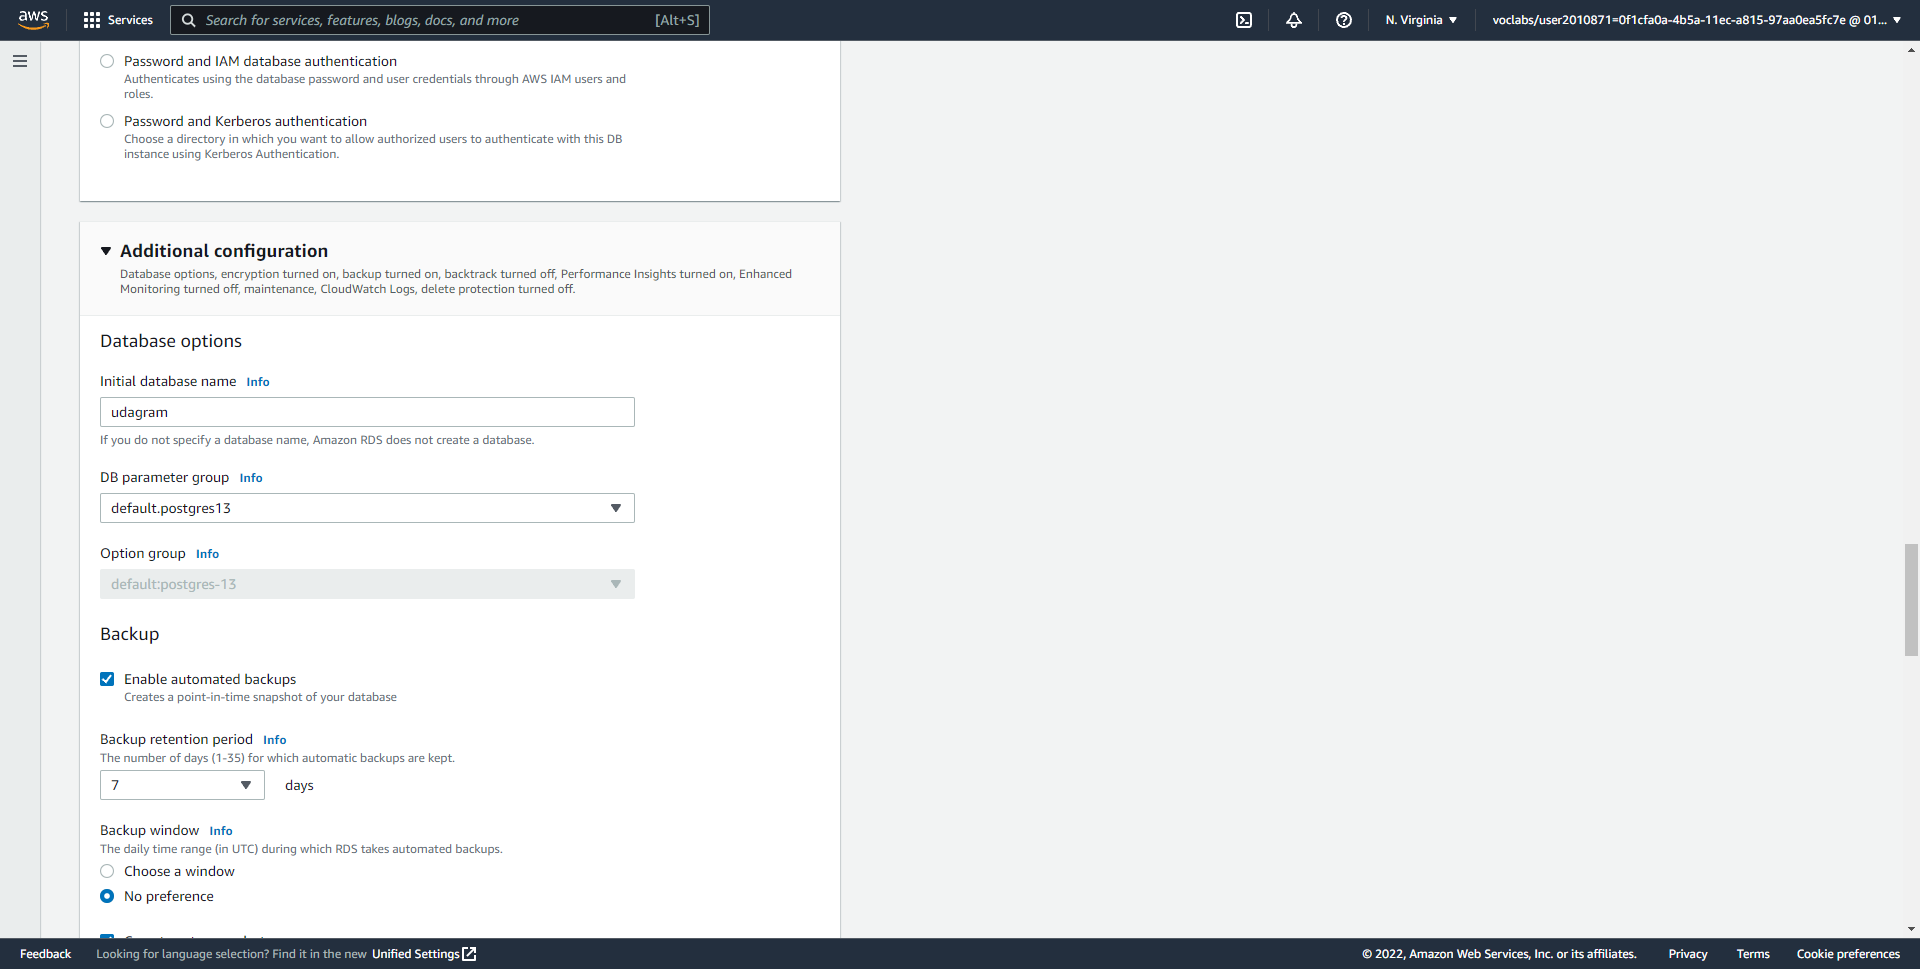 aws
Services
Search for services, features, blogs, docs, and more
[Alt+S]
N. Virginia
voclabs/user2010871=0f1cfa0a-4b5a-11ec-a815-97aa0ea5fc7e @ 01...
Password and IAM database authentication
Authenticates using the database password and user credentials through AWS IAM users and
roles.
Password and Kerberos authentication
Choose a directory in which you want to allow authorized users to authenticate with this DB
instance using Kerberos Authentication.
Additional configuration
Database options, encryption turned on, backup turned on, backtrack turned off, Performance Insights turned on, Enhanced
Monitoring turned off, maintenance, CloudWatch Logs, delete protection turned off.
Database options
Initial database name Info
udagram
If you do not specify a database name, Amazon RDS does not create a database.
DB parameter group Info
default.postgres13
Option group Info
default:postgres-13
Backup
Enable automated backups
Creates a point-in-time snapshot of your database
Backup retention period Info
The number of days (1-35) for which automatic backups are kept.
7 days
Backup window Info
The daily time range (in UTC) during which RDS takes automated backups.
Choose a window
No preference
Feedback
Looking for language selection? Find it in the new Unified Settings
© 2022, Amazon Web Services, Inc. or its affiliates.
Privacy
Terms
Cookie preferences